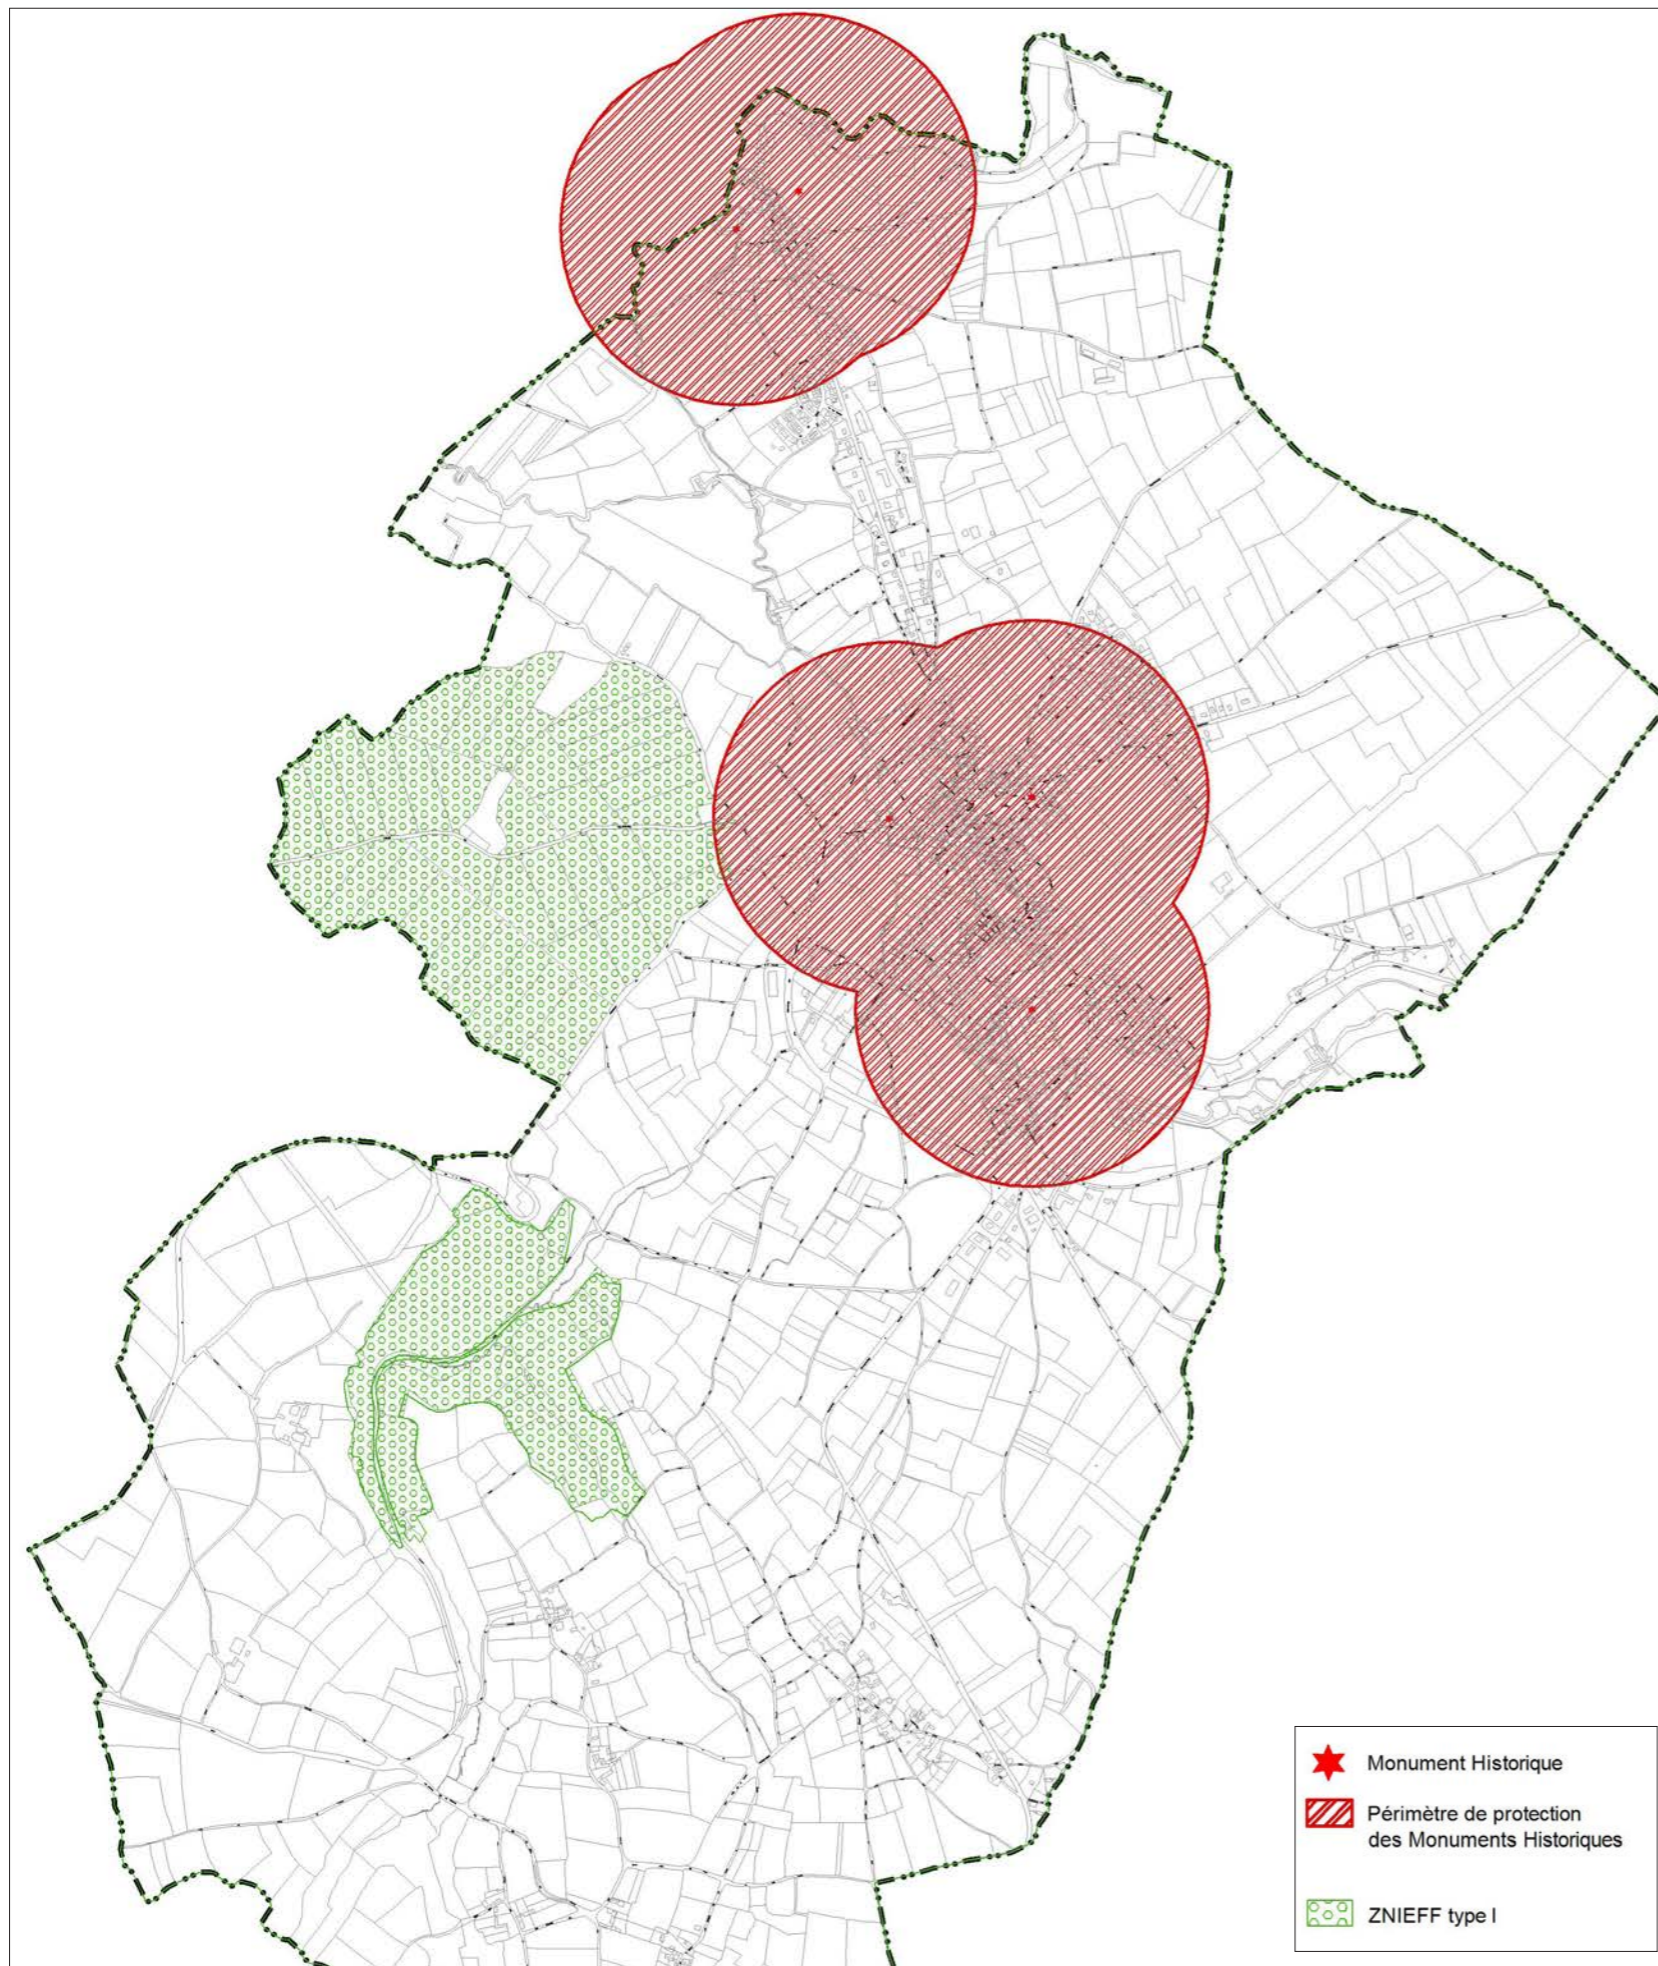 Monument Historique
Périmètre de protection
des Monuments Historiques
ZNIEFF type I